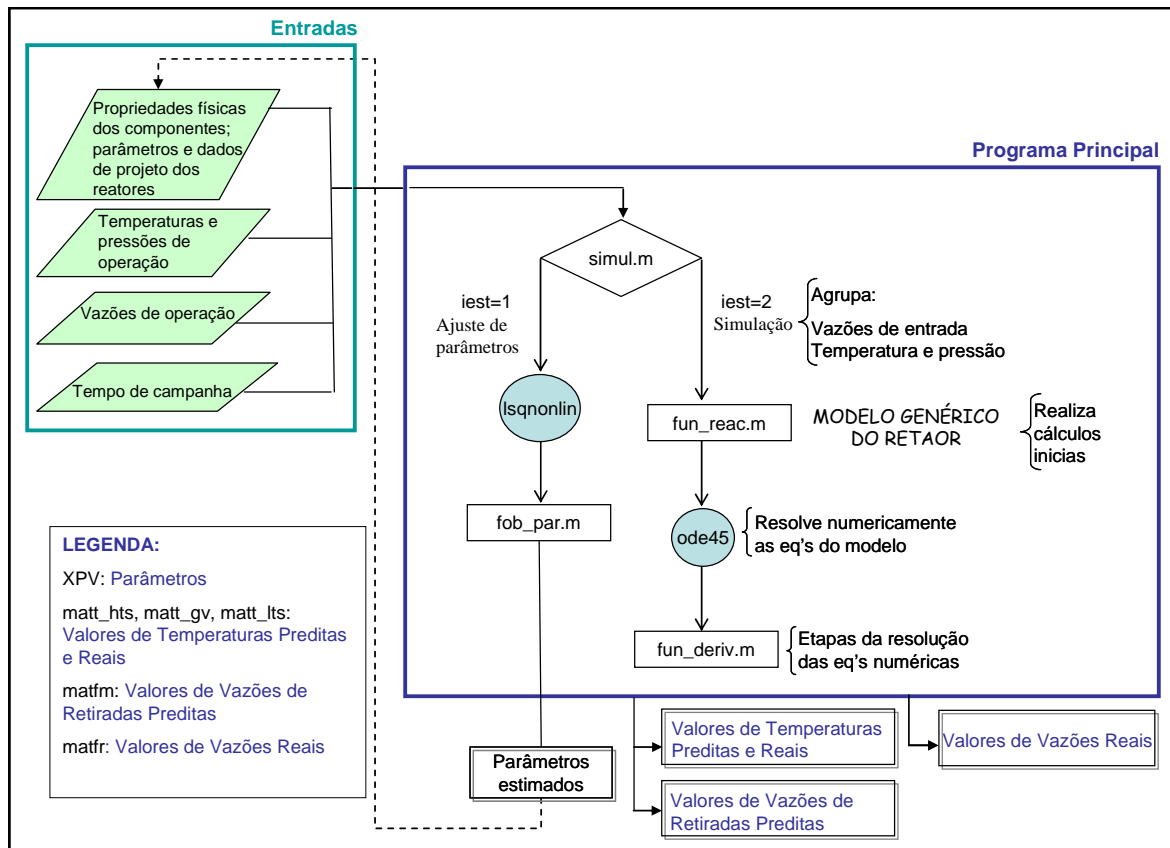 Entradas
Propriedades físicas
dos componentes;
parâmetros e dados
de projeto dos
reatores
Temperaturas e
pressões de
operação
Vazões de operação
Tempo de campanha
Programa Principal
simul.m
iest=1
Ajuste de
parâmetros
iest=2
Simulação
Agrupa:
Vazões de entrada
Temperatura e pressão
lsqnonlin
fun_reac.m
MODELO GENÉRICO
DO RETAOR
Realiza
cálculos
inicias
fob_par.m
ode45
Resolve numericamente
as eq's do modelo
fun_deriv.m
Etapas da resolução
das eq's numéricas
LEGENDA:
XPV: Parâmetros
matt_hts, matt_gv, matt_lts:
Valores de Temperaturas Preditas
e Reais
matfm: Valores de Vazões de
Retiradas Preditas
matfr: Valores de Vazões Reais
Parâmetros
estimados
Valores de Temperaturas
Preditas e Reais
Valores de Vazões Reais
Valores de Vazões de
Retiradas Preditas